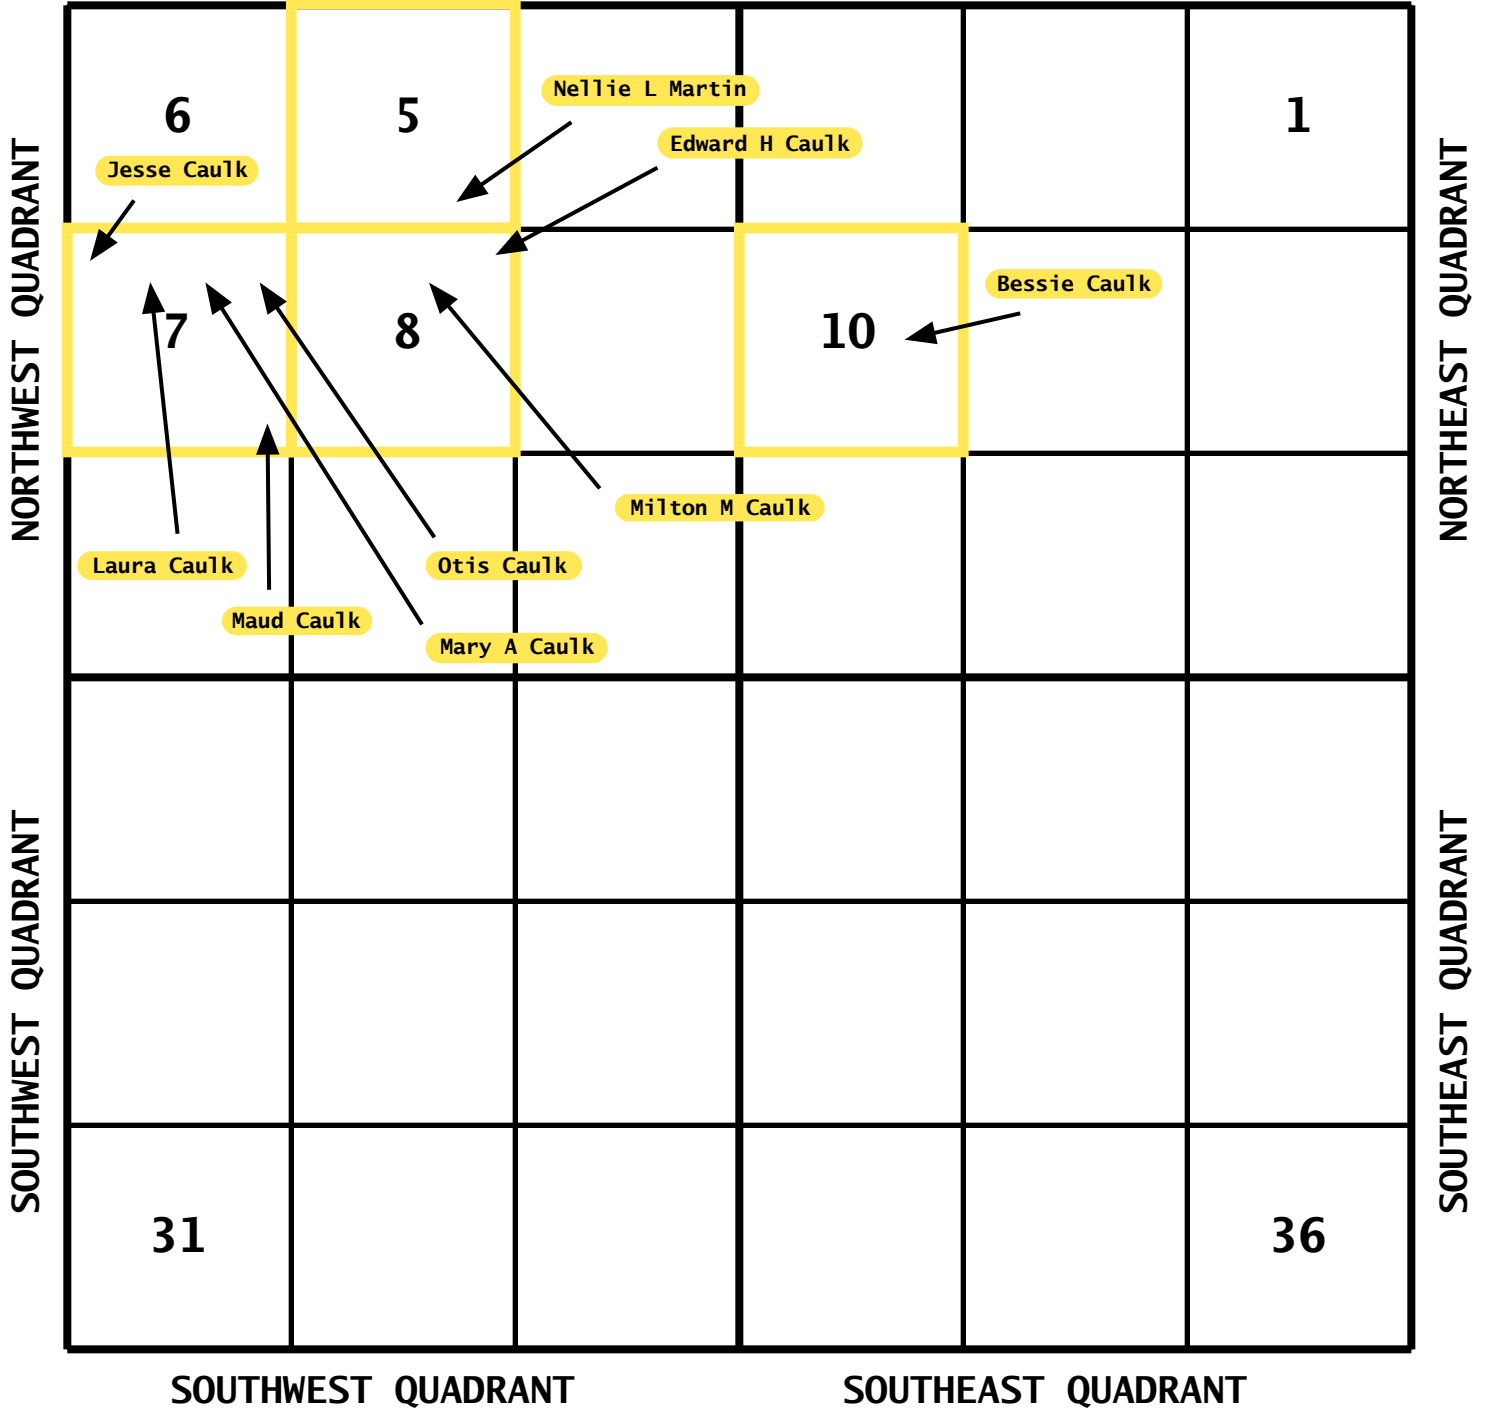 6
5
1
Nellie L Martin
Edward H Caulk
Jesse Caulk
NORTHWEST QUADRANT
NORTHEAST QUADRANT
Bessie Caulk
7
8
10
Milton M Caulk
Laura Caulk
Otis Caulk
Maud Caulk
Mary A Caulk
SOUTHWEST QUADRANT
SOUTHEAST QUADRANT
31
36
SOUTHWEST QUADRANT
SOUTHEAST QUADRANT